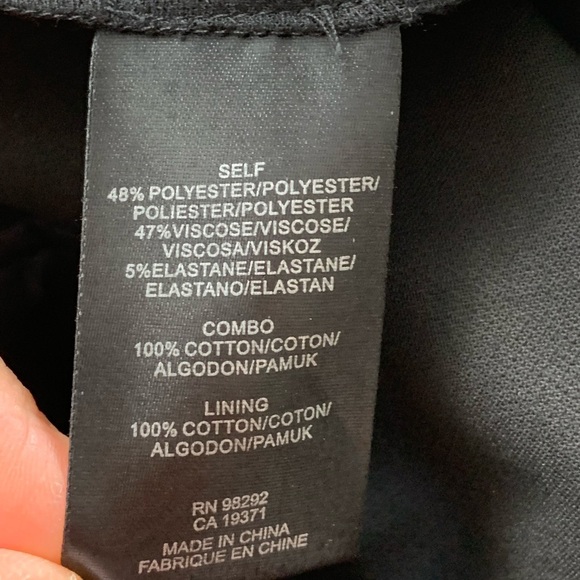 SELF
48% POLYESTER/POLYESTER/
POLIESTER/POLYESTER
47%VISCOSE/VISCOSE/
VISCOSA/VISKOZ
5%ELASTANE/ELASTANE/
ELASTANO/ELASTAN
COMBO
100% COTTON/COTON/
ALGODON/PAMUK
LINING
100% COTTON/COTON/
ALGODON/PAMUK
RN 98292
CA 19371
MADE IN CHINA
FABRIQUE EN CHINE